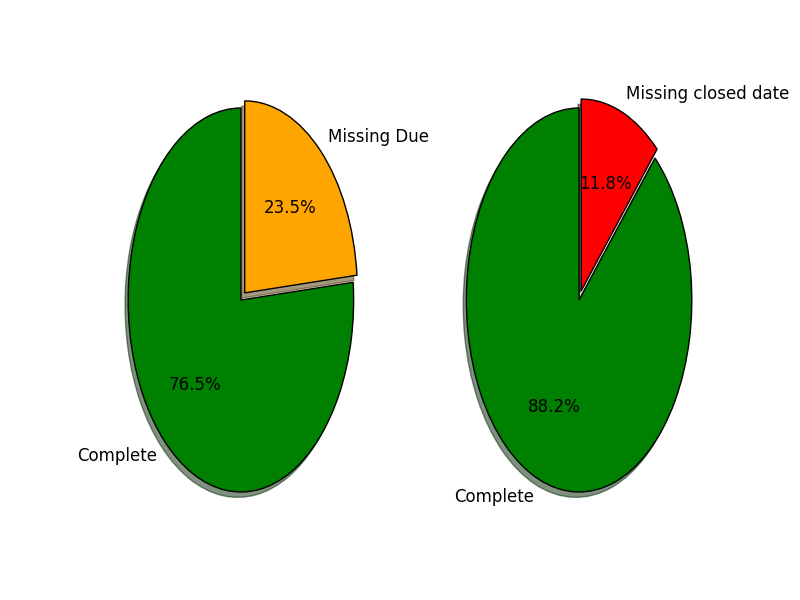 Missing Due
23.5%
76.5%
Complete
Missing closed date
11.8%
88.2%
Complete